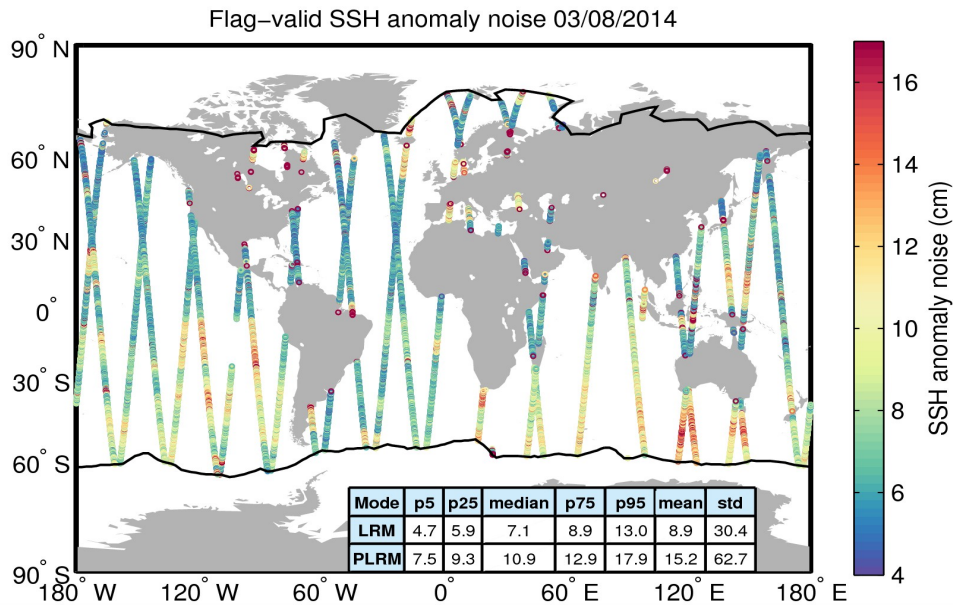 Flag−valid SSH anomaly noise 03/08/2014
90° N
60° N
30° N
0°
30° S
60° S
90° S
180° W
120° W
60° W
0°
60° E
120° E
180° E
16
14
12
10
8
6
4
SSH anomaly noise (cm)
Mode p5 p25 median p75 p95 mean std
LRM 4.7 5.9 7.1 8.9 13.0 8.9 30.4
PLRM 7.5 9.3 10.9 12.9 17.9 15.2 62.7